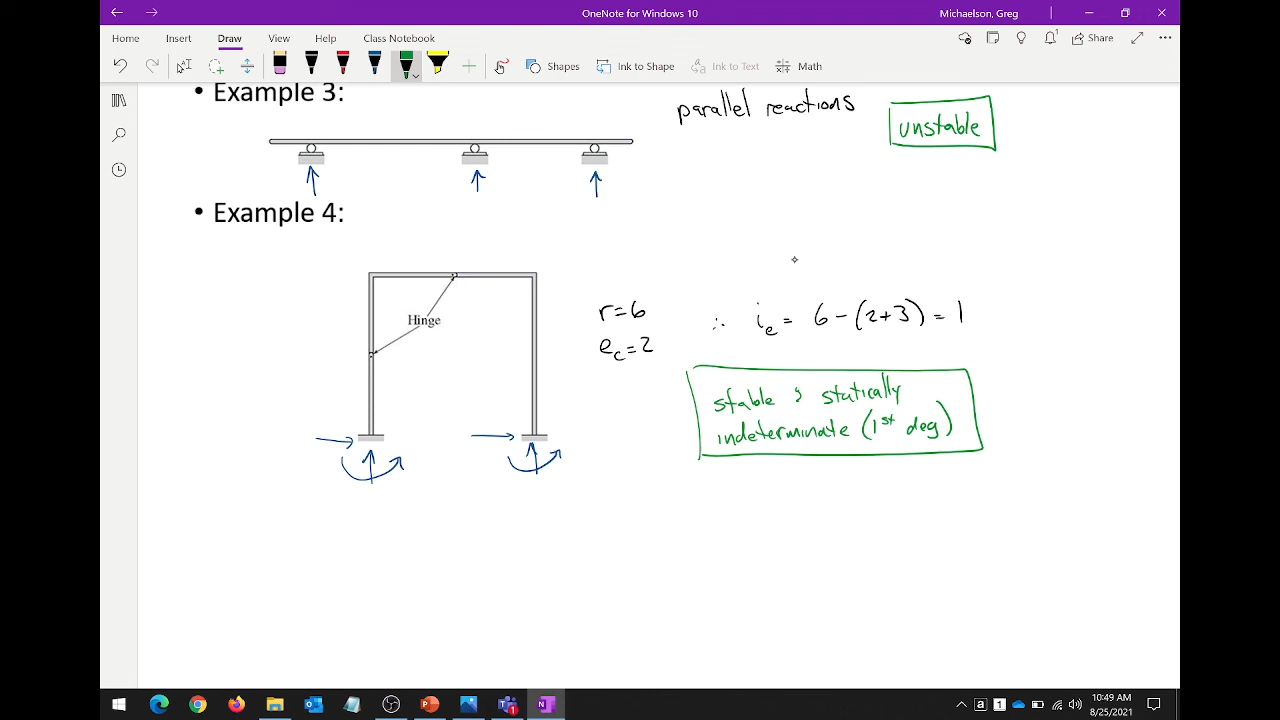 OneNote for Windows 10
Michaelson, Greg
Home Insert Draw View Help Class Notebook
Share
Shapes Ink to Shape Ink to Text Math
• Example 3:
parallel reactions
unstable
• Example 4:
Hinge
r=6
e_c=2
∴ i_e = 6-(2+3) = 1
stable & statically
indeterminate (1st deg)
10:49 AM
8/25/2021